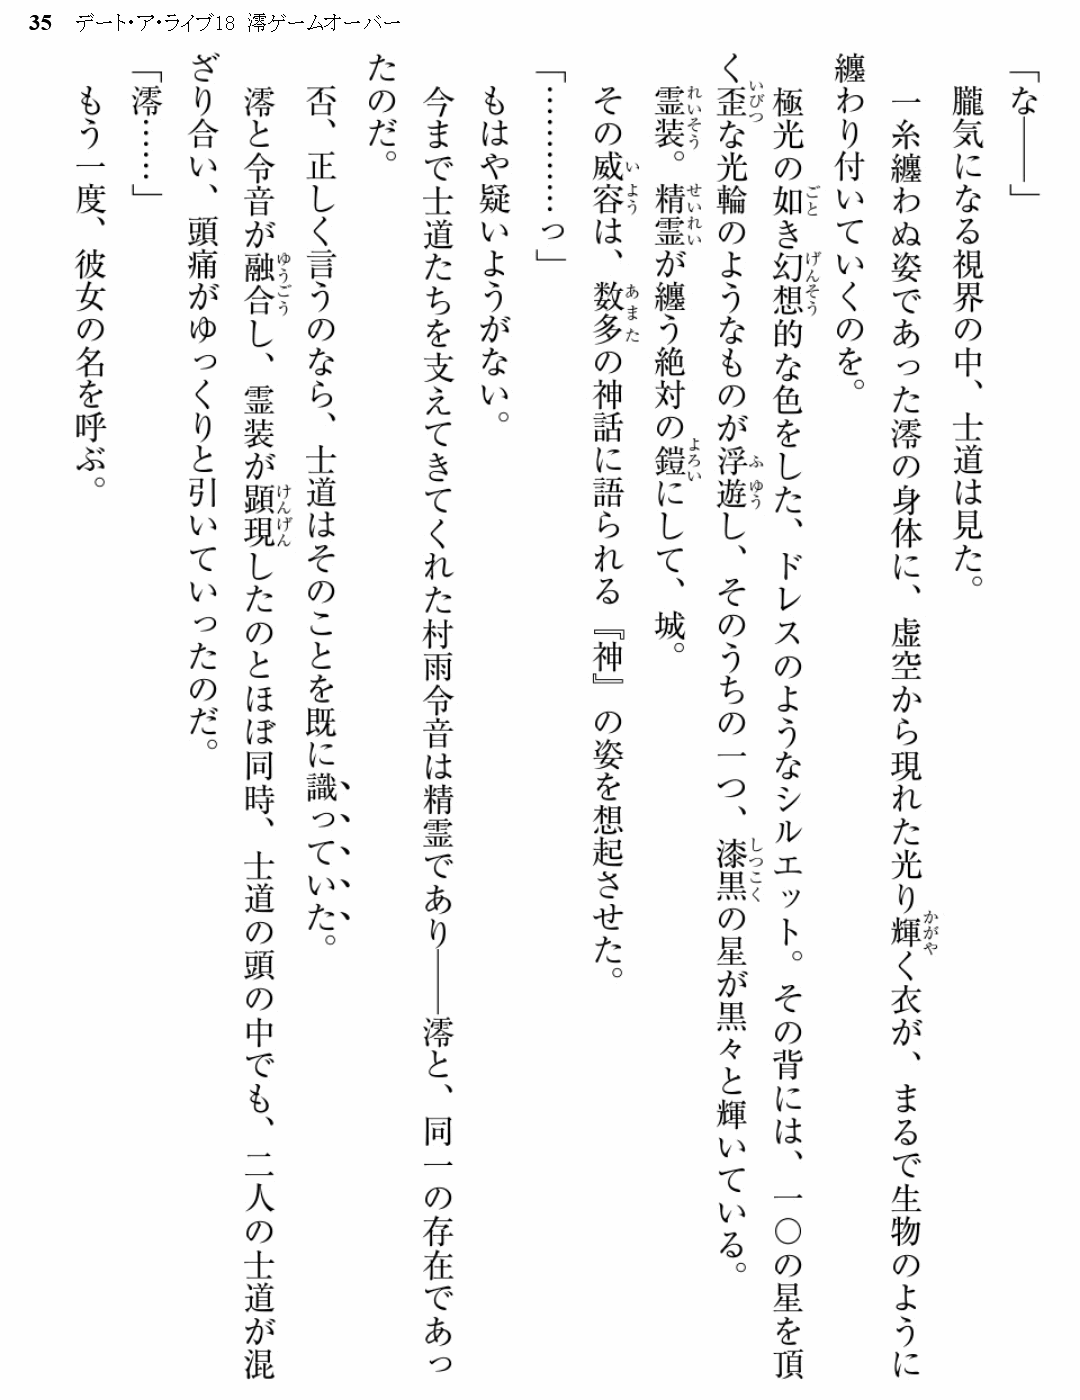 35 デート・ア・ライブ18 澪ゲームオーバー
「な――」
朧気になる視界の中、士道は見た。
一糸纏わぬ姿であった澪の身体に、虚空から現れた光り輝く衣が、まるで生物のように
纏わり付いていくのを。
極光の如き幻想的な色をした、ドレスのようなシルエット。その背には、一〇の星を頂
く歪な光輪のようなものが浮遊し、そのうちの一つ、漆黒の星が黒々と輝いている。
霊装。精霊が纏う絶対の鎧にして、城。
その威容は、数多の神話に語られる『神』の姿を想起させた。
「…………っ」
もはや疑いようがない。
今まで士道たちを支えてきてくれた村雨令音は精霊であり――澪と、同一の存在であっ
たのだ。
否、正しく言うのなら、士道はそのことを既に識っていた。
澪と令音が融合し、霊装が顕現したのとほぼ同時、士道の頭の中でも、二人の士道が混
ざり合い、頭痛がゆっくりと引いていったのだ。
「澪……」
もう一度、彼女の名を呼ぶ。